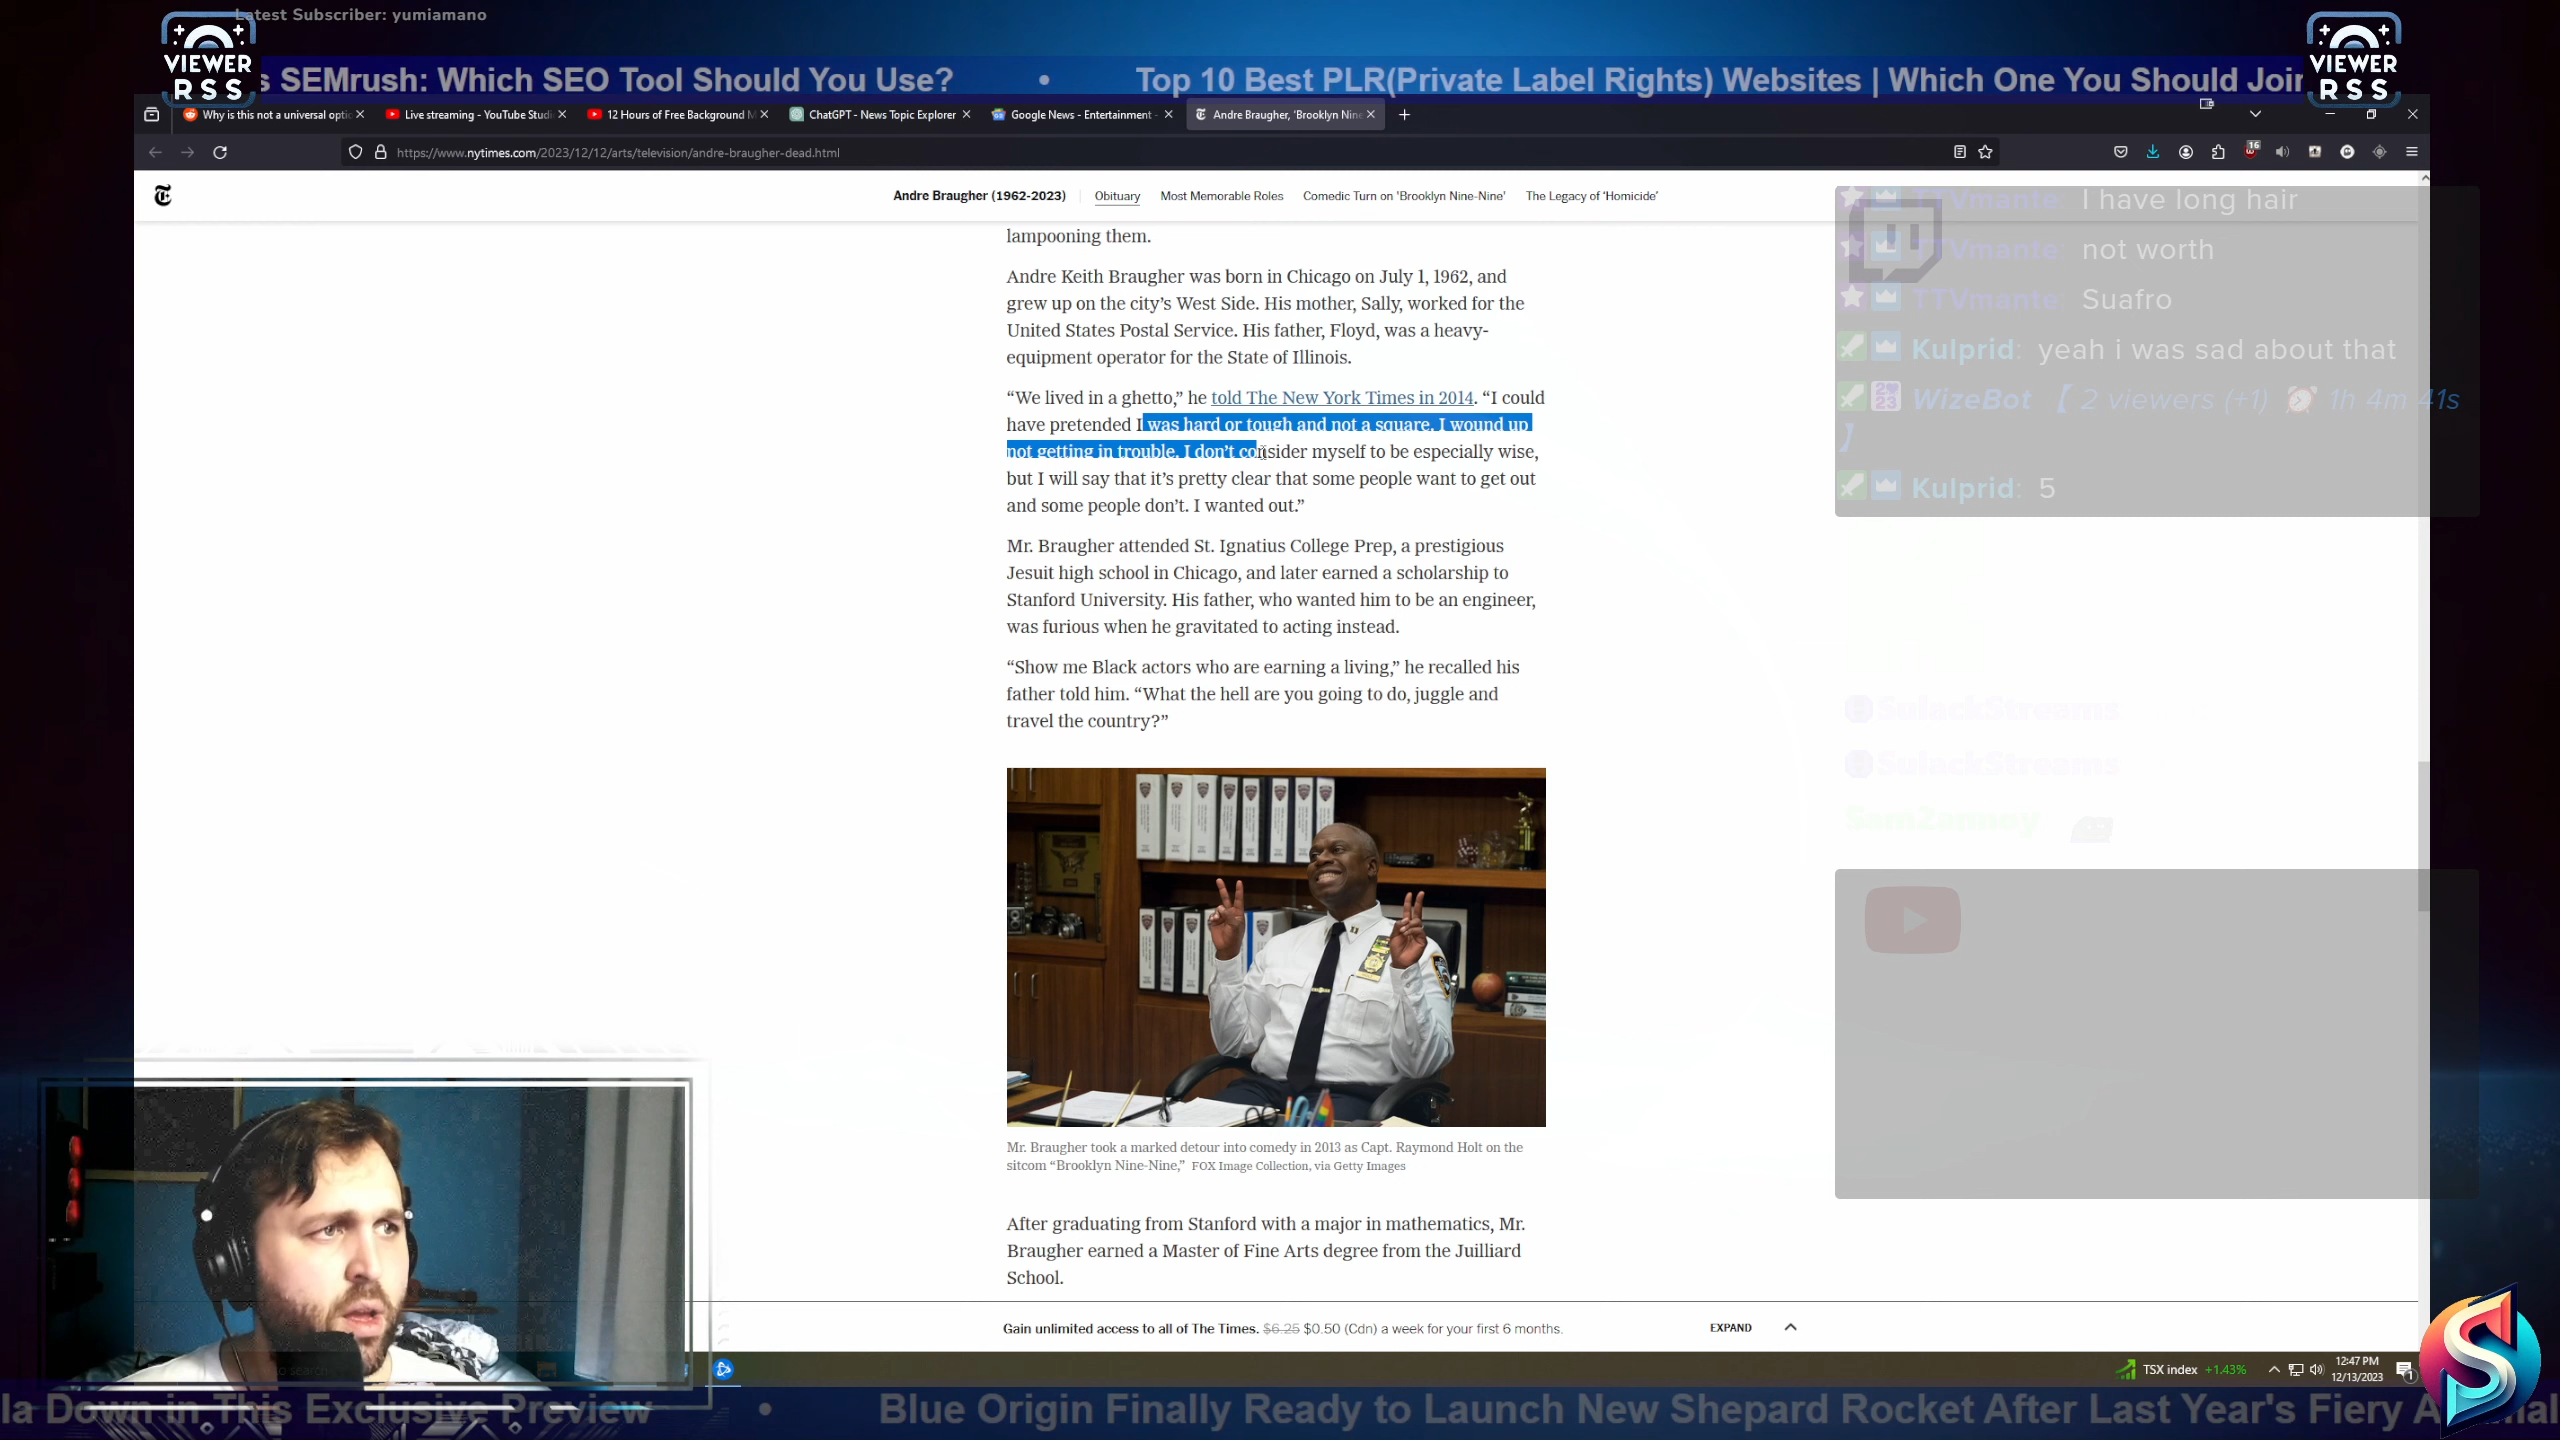 Latest Subscriber: yumiamano
VIEWER
RSS
s SEMrush: Which SEO Tool Should You Use? • Top 10 Best PLR(Private Label Rights) Websites | Which One You Should Join
VIEWER
RSS
Why is this not a universal optio
Live streaming - YouTube Studi
12 Hours of Free Background M
ChatGPT - News Topic Explorer
Google News - Entertainment -
Andre Braugher, 'Brooklyn Nine
https://www.nytimes.com/2023/12/12/arts/television/andre-braugher-dead.html
16
Andre Braugher (1962-2023)
Obituary
Most Memorable Roles
Comedic Turn on 'Brooklyn Nine-Nine'
The Legacy of 'Homicide'
lampooning them.
Andre Keith Braugher was born in Chicago on July 1, 1962, and
grew up on the city’s West Side. His mother, Sally, worked for the
United States Postal Service. His father, Floyd, was a heavy-
equipment operator for the State of Illinois.
“We lived in a ghetto,” he told The New York Times in 2014. “I could
have pretended I was hard or tough and not a square. I wound up
not getting in trouble. I don’t consider myself to be especially wise,
but I will say that it’s pretty clear that some people want to get out
and some people don’t. I wanted out.”
Mr. Braugher attended St. Ignatius College Prep, a prestigious
Jesuit high school in Chicago, and later earned a scholarship to
Stanford University. His father, who wanted him to be an engineer,
was furious when he gravitated to acting instead.
“Show me Black actors who are earning a living,” he recalled his
father told him. “What the hell are you going to do, juggle and
travel the country?”
Mr. Braugher took a marked detour into comedy in 2013 as Capt. Raymond Holt on the
sitcom “Brooklyn Nine-Nine,” FOX Image Collection, via Getty Images
After graduating from Stanford with a major in mathematics, Mr.
Braugher earned a Master of Fine Arts degree from the Juilliard
School.
Gain unlimited access to all of The Times. $6.25 $0.50 (Cdn) a week for your first 6 months.
EXPAND
TTVmante: I have long hair
TTVmante: not worth
TTVmante: Suafro
Kulprid: yeah i was sad about that
WizeBot 【 2 viewers (+1) ⏰ 1h 4m 41s
】
Kulprid: 5
SulackStreams
SulackStreams
TSX index +1.43%
12:47 PM
12/13/2023
la Down in This Exclusive Preview • Blue Origin Finally Ready to Launch New Shepard Rocket After Last Year's Fiery A